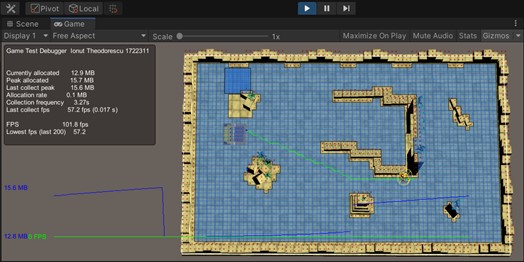 Pivot Local
Scene Game
Display 1 Free Aspect Scale 1x Maximize On Play Mute Audio Stats Gizmos
Game Test Debugger Ionut Theodorescu 1722311
Currently allocated 12.9 MB
Peak allocated 15.7 MB
Last collect peak 15.6 MB
Allocation rate 0.1 MB
Collection frequency 3.27s
Last collect fps 57.2 fps (0.017 s)
FPS 101.8 fps
Lowest fps (last 200) 57.2
15.6 MB
12.8 MB
0 FPS